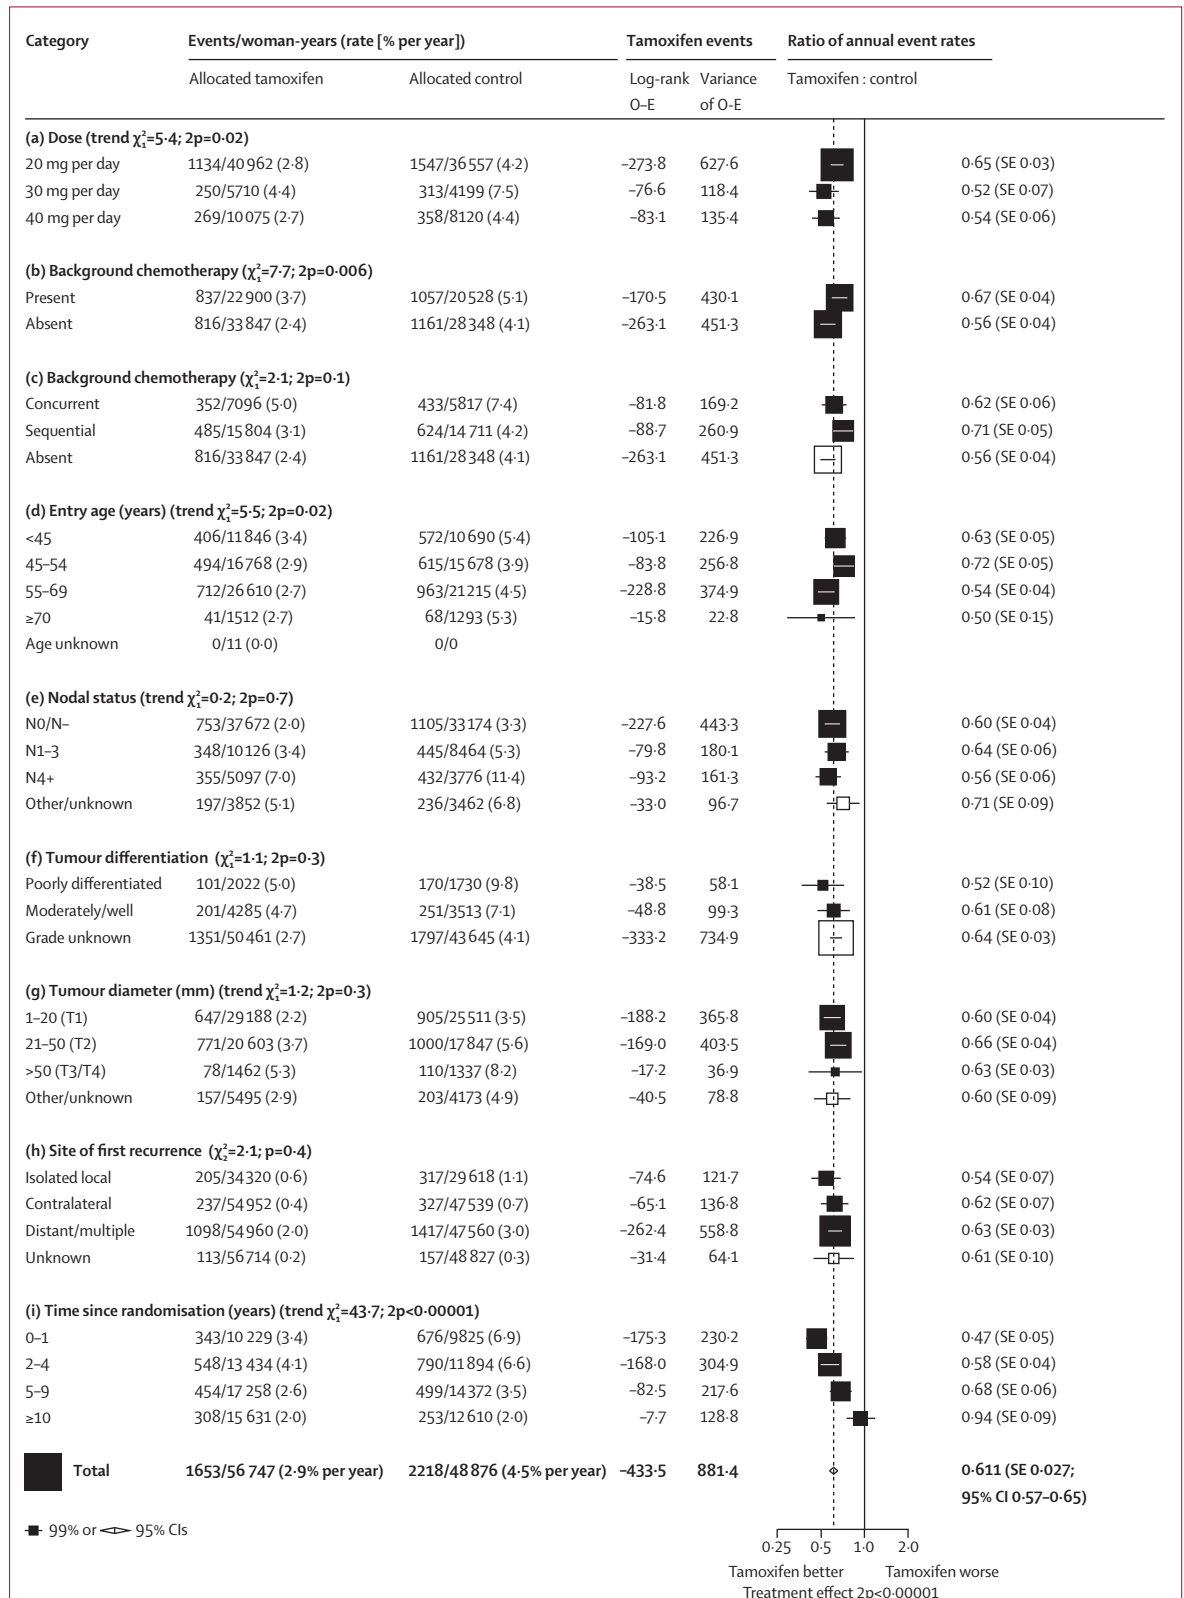 Category Events/woman-years (rate [% per year]) Tamoxifen events Ratio of annual event rates
Allocated tamoxifen Allocated control Log-rank O–E Variance of O-E Tamoxifen : control
(a) Dose (trend χ²₁=5·4; 2p=0·02)
20 mg per day 1134/40 962 (2·8) 1547/36 557 (4·2) –273·8 627·6 0·65 (SE 0·03)
30 mg per day 250/5710 (4·4) 313/4199 (7·5) –76·6 118·4 0·52 (SE 0·07)
40 mg per day 269/10 075 (2·7) 358/8120 (4·4) –83·1 135·4 0·54 (SE 0·06)
(b) Background chemotherapy (χ²₁=7·7; 2p=0·006)
Present 837/22 900 (3·7) 1057/20 528 (5·1) –170·5 430·1 0·67 (SE 0·04)
Absent 816/33 847 (2·4) 1161/28 348 (4·1) –263·1 451·3 0·56 (SE 0·04)
(c) Background chemotherapy (χ²₁=2·1; 2p=0·1)
Concurrent 352/7096 (5·0) 433/5817 (7·4) –81·8 169·2 0·62 (SE 0·06)
Sequential 485/15 804 (3·1) 624/14 711 (4·2) –88·7 260·9 0·71 (SE 0·05)
Absent 816/33 847 (2·4) 1161/28 348 (4·1) –263·1 451·3 0·56 (SE 0·04)
(d) Entry age (years) (trend χ²₁=5·5; 2p=0·02)
<45 406/11 846 (3·4) 572/10 690 (5·4) –105·1 226·9 0·63 (SE 0·05)
45–54 494/16 768 (2·9) 615/15 678 (3·9) –83·8 256·8 0·72 (SE 0·05)
55–69 712/26 610 (2·7) 963/21 215 (4·5) –228·8 374·9 0·54 (SE 0·04)
≥70 41/1512 (2·7) 68/1293 (5·3) –15·8 22·8 0·50 (SE 0·15)
Age unknown 0/11 (0·0) 0/0
(e) Nodal status (trend χ²₁=0·2; 2p=0·7)
N0/N– 753/37 672 (2·0) 1105/33 174 (3·3) –227·6 443·3 0·60 (SE 0·04)
N1–3 348/10 126 (3·4) 445/8464 (5·3) –79·8 180·1 0·64 (SE 0·06)
N4+ 355/5097 (7·0) 432/3776 (11·4) –93·2 161·3 0·56 (SE 0·06)
Other/unknown 197/3852 (5·1) 236/3462 (6·8) –33·0 96·7 0·71 (SE 0·09)
(f) Tumour differentiation (χ²₁=1·1; 2p=0·3)
Poorly differentiated 101/2022 (5·0) 170/1730 (9·8) –38·5 58·1 0·52 (SE 0·10)
Moderately/well 201/4285 (4·7) 251/3513 (7·1) –48·8 99·3 0·61 (SE 0·08)
Grade unknown 1351/50 461 (2·7) 1797/43 645 (4·1) –333·2 734·9 0·64 (SE 0·03)
(g) Tumour diameter (mm) (trend χ²₁=1·2; 2p=0·3)
1–20 (T1) 647/29 188 (2·2) 905/25 511 (3·5) –188·2 365·8 0·60 (SE 0·04)
21–50 (T2) 771/20 603 (3·7) 1000/17 847 (5·6) –169·0 403·5 0·66 (SE 0·04)
>50 (T3/T4) 78/1462 (5·3) 110/1337 (8·2) –17·2 36·9 0·63 (SE 0·03)
Other/unknown 157/5495 (2·9) 203/4173 (4·9) –40·5 78·8 0·60 (SE 0·09)
(h) Site of first recurrence (χ²₂=2·1; p=0·4)
Isolated local 205/34 320 (0·6) 317/29 618 (1·1) –74·6 121·7 0·54 (SE 0·07)
Contralateral 237/54 952 (0·4) 327/47 539 (0·7) –65·1 136·8 0·62 (SE 0·07)
Distant/multiple 1098/54 960 (2·0) 1417/47 560 (3·0) –262·4 558·8 0·63 (SE 0·03)
Unknown 113/56 714 (0·2) 157/48 827 (0·3) –31·4 64·1 0·61 (SE 0·10)
(i) Time since randomisation (years) (trend χ²₁=43·7; 2p<0·00001)
0–1 343/10 229 (3·4) 676/9825 (6·9) –175·3 230·2 0·47 (SE 0·05)
2–4 548/13 434 (4·1) 790/11 894 (6·6) –168·0 304·9 0·58 (SE 0·04)
5–9 454/17 258 (2·6) 499/14 372 (3·5) –82·5 217·6 0·68 (SE 0·06)
≥10 308/15 631 (2·0) 253/12 610 (2·0) –7·7 128·8 0·94 (SE 0·09)
Total 1653/56 747 (2·9% per year) 2218/48 876 (4·5% per year) –433·5 881·4 0·611 (SE 0·027;
95% CI 0·57–0·65)
99% or 95% CIs
0·25 0·5 1·0 2·0
Tamoxifen better Tamoxifen worse
Treatment effect 2p<0·00001